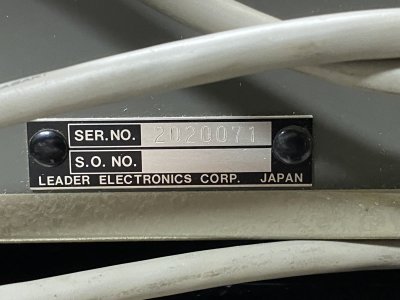 SER.NO. 2020071
S.O. NO.
LEADER ELECTRONICS CORP. JAPAN